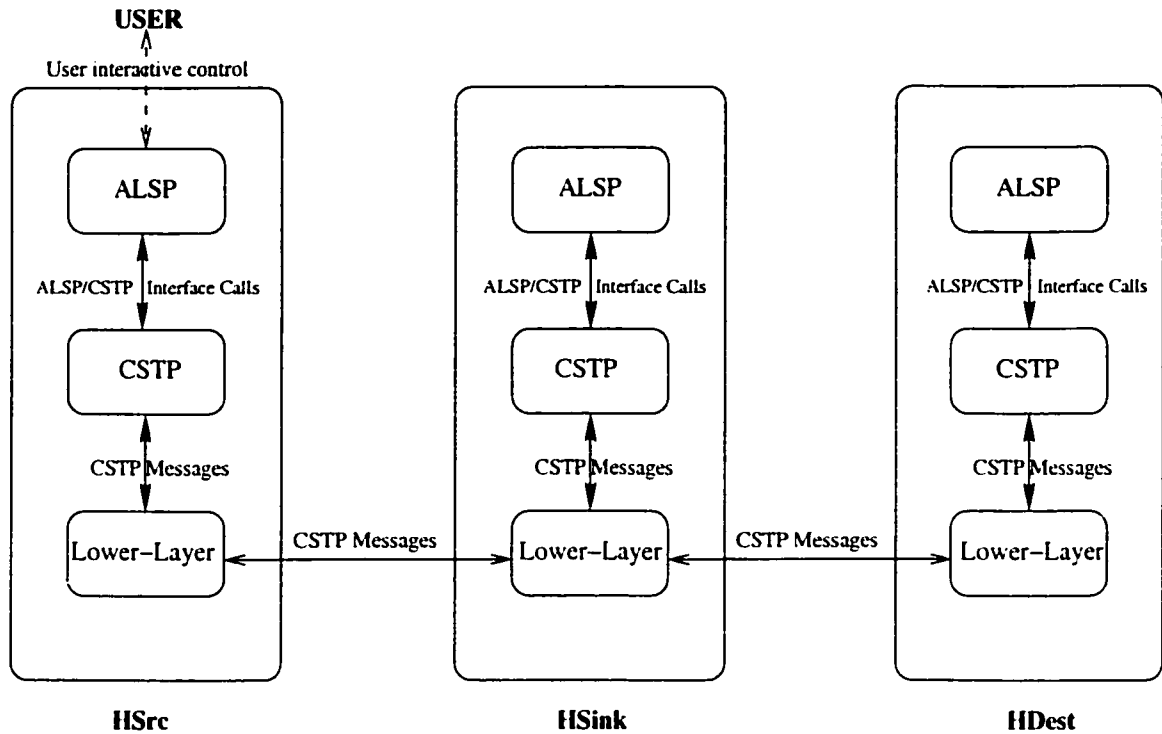 USER
User interactive control
ALSP
ALSP
ALSP
ALSP/CSTP Interface Calls
ALSP/CSTP Interface Calls
ALSP/CSTP Interface Calls
CSTP
CSTP
CSTP
CSTP Messages
CSTP Messages
CSTP Messages
Lower-Layer
CSTP Messages
Lower-Layer
CSTP Messages
Lower-Layer
HSrc
HSink
HDest